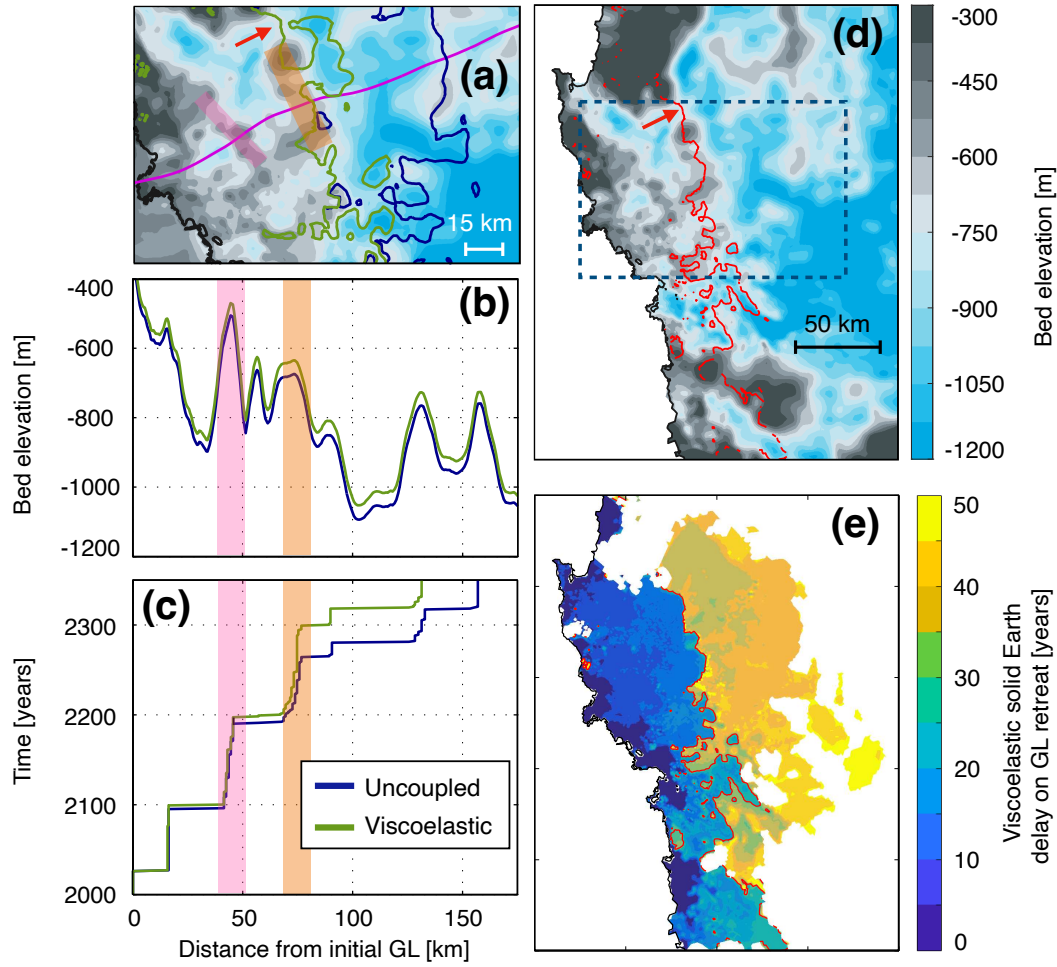 (a)
15 km
(b)
-400
-600
-800
-1000
-1200
Bed elevation [m]
(c)
2300
2200
2100
2000
Time [years]
Uncoupled
Viscoelastic
0
50
100
150
Distance from initial GL [km]
(d)
50 km
-300
-450
-600
-750
-900
-1050
-1200
Bed elevation [m]
(e)
50
40
30
20
10
0
Viscoelastic solid Earth
delay on GL retreat [years]